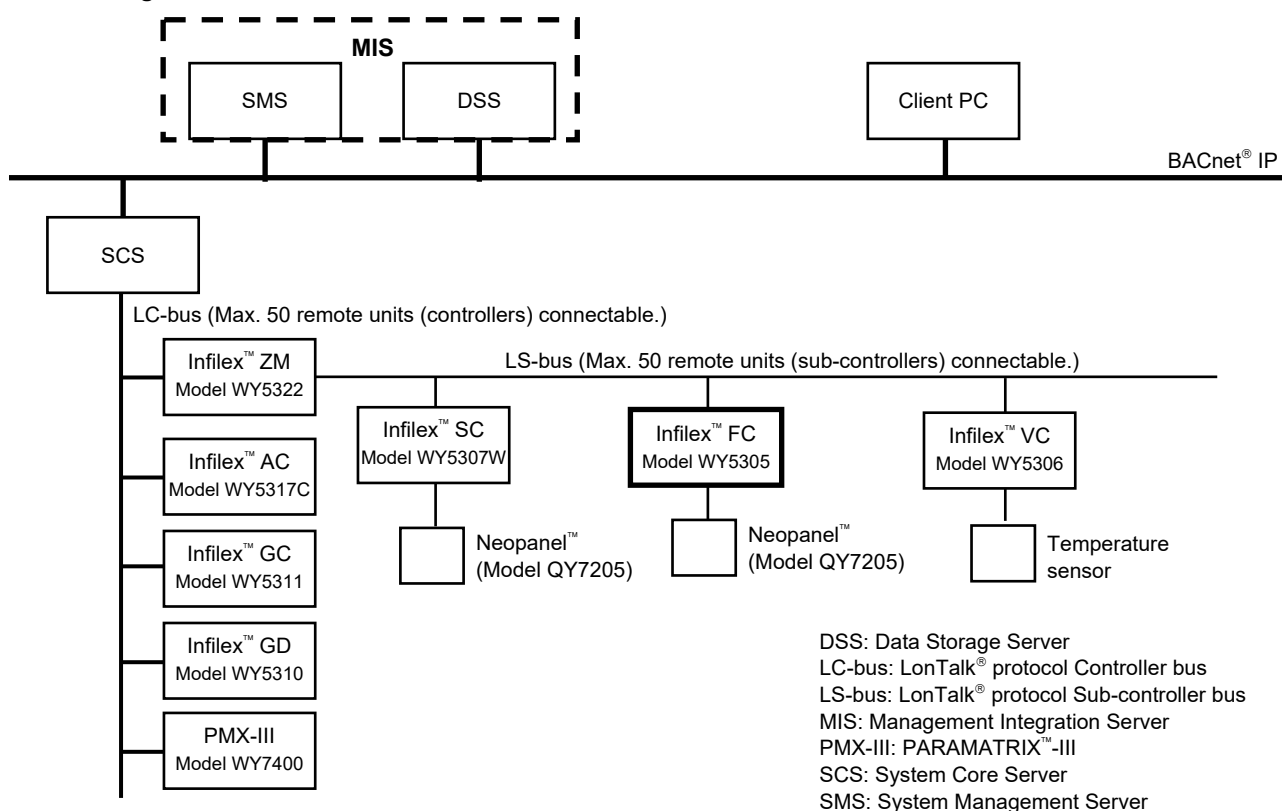 MIS
SMS
DSS
Client PC
BACnet® IP
SCS
LC-bus (Max. 50 remote units (controllers) connectable.)
Infilex™ ZM
Model WY5322
LS-bus (Max. 50 remote units (sub-controllers) connectable.)
Infilex™ SC
Model WY5307W
Infilex™ FC
Model WY5305
Infilex™ VC
Model WY5306
Infilex™ AC
Model WY5317C
Neopanel™
(Model QY7205)
Neopanel™
(Model QY7205)
Temperature
sensor
Infilex™ GC
Model WY5311
Infilex™ GD
Model WY5310
PMX-III
Model WY7400
DSS: Data Storage Server
LC-bus: LonTalk® protocol Controller bus
LS-bus: LonTalk® protocol Sub-controller bus
MIS: Management Integration Server
PMX-III: PARAMATRIX™-III
SCS: System Core Server
SMS: System Management Server